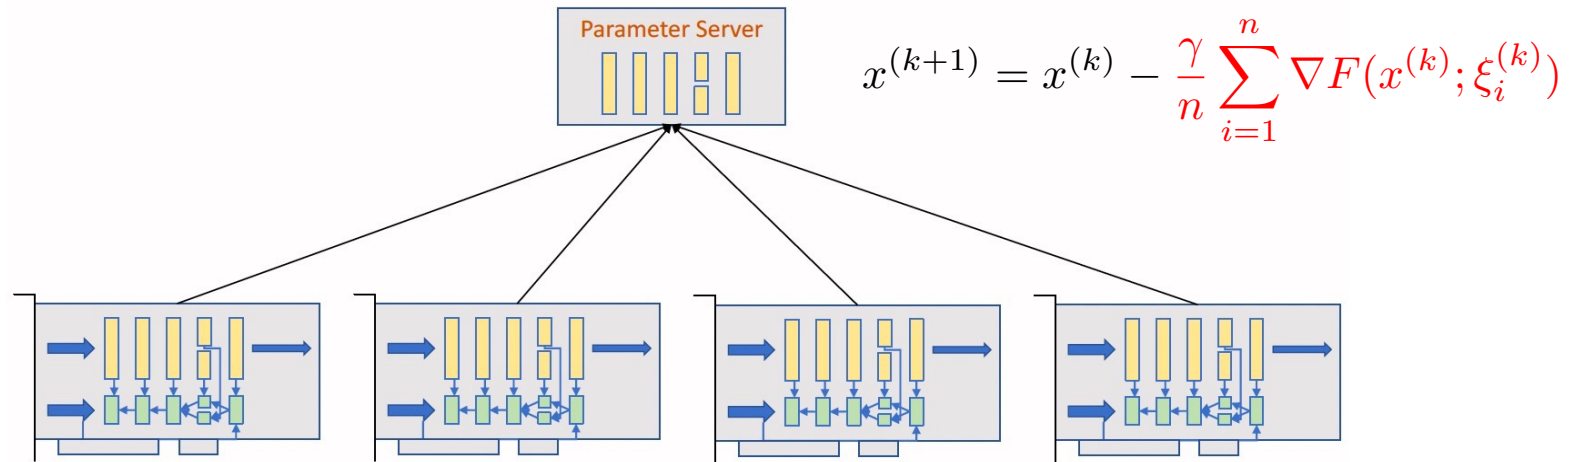 Parameter Server
x^{(k+1)} = x^{(k)} - \frac{\gamma}{n} \sum_{i=1}^{n} \nabla F(x^{(k)}; \xi_i^{(k)})